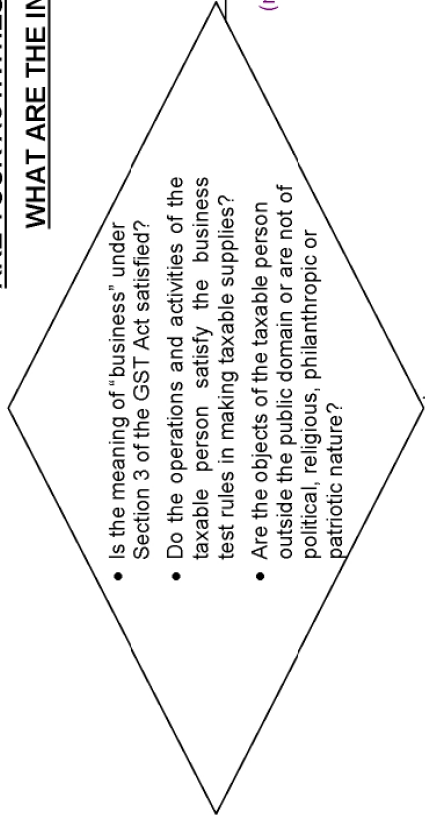 WHAT ARE THE IN
• Is the meaning of “business” under
Section 3 of the GST Act satisfied?
• Do the operations and activities of the
taxable person satisfy the business
test rules in making taxable supplies?
• Are the objects of the taxable person
outside the public domain or are not of
political, religious, philanthropic or
patriotic nature?